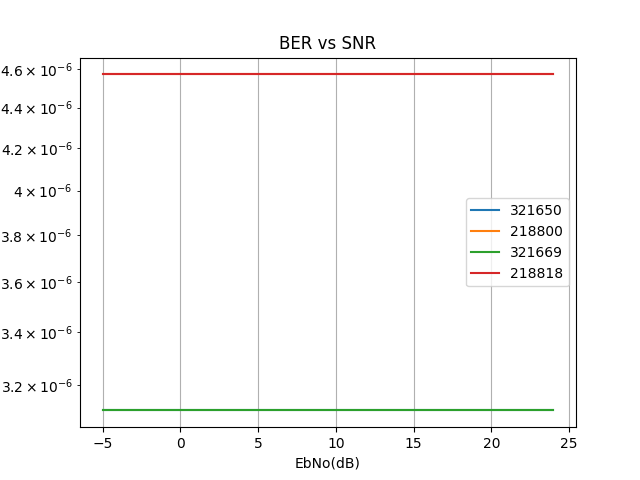 BER vs SNR
4.6 × 10⁻⁶
4.4 × 10⁻⁶
4.2 × 10⁻⁶
4 × 10⁻⁶
3.8 × 10⁻⁶
3.6 × 10⁻⁶
3.4 × 10⁻⁶
3.2 × 10⁻⁶
321650
218800
321669
218818
−5 0 5 10 15 20 25
EbNo(dB)